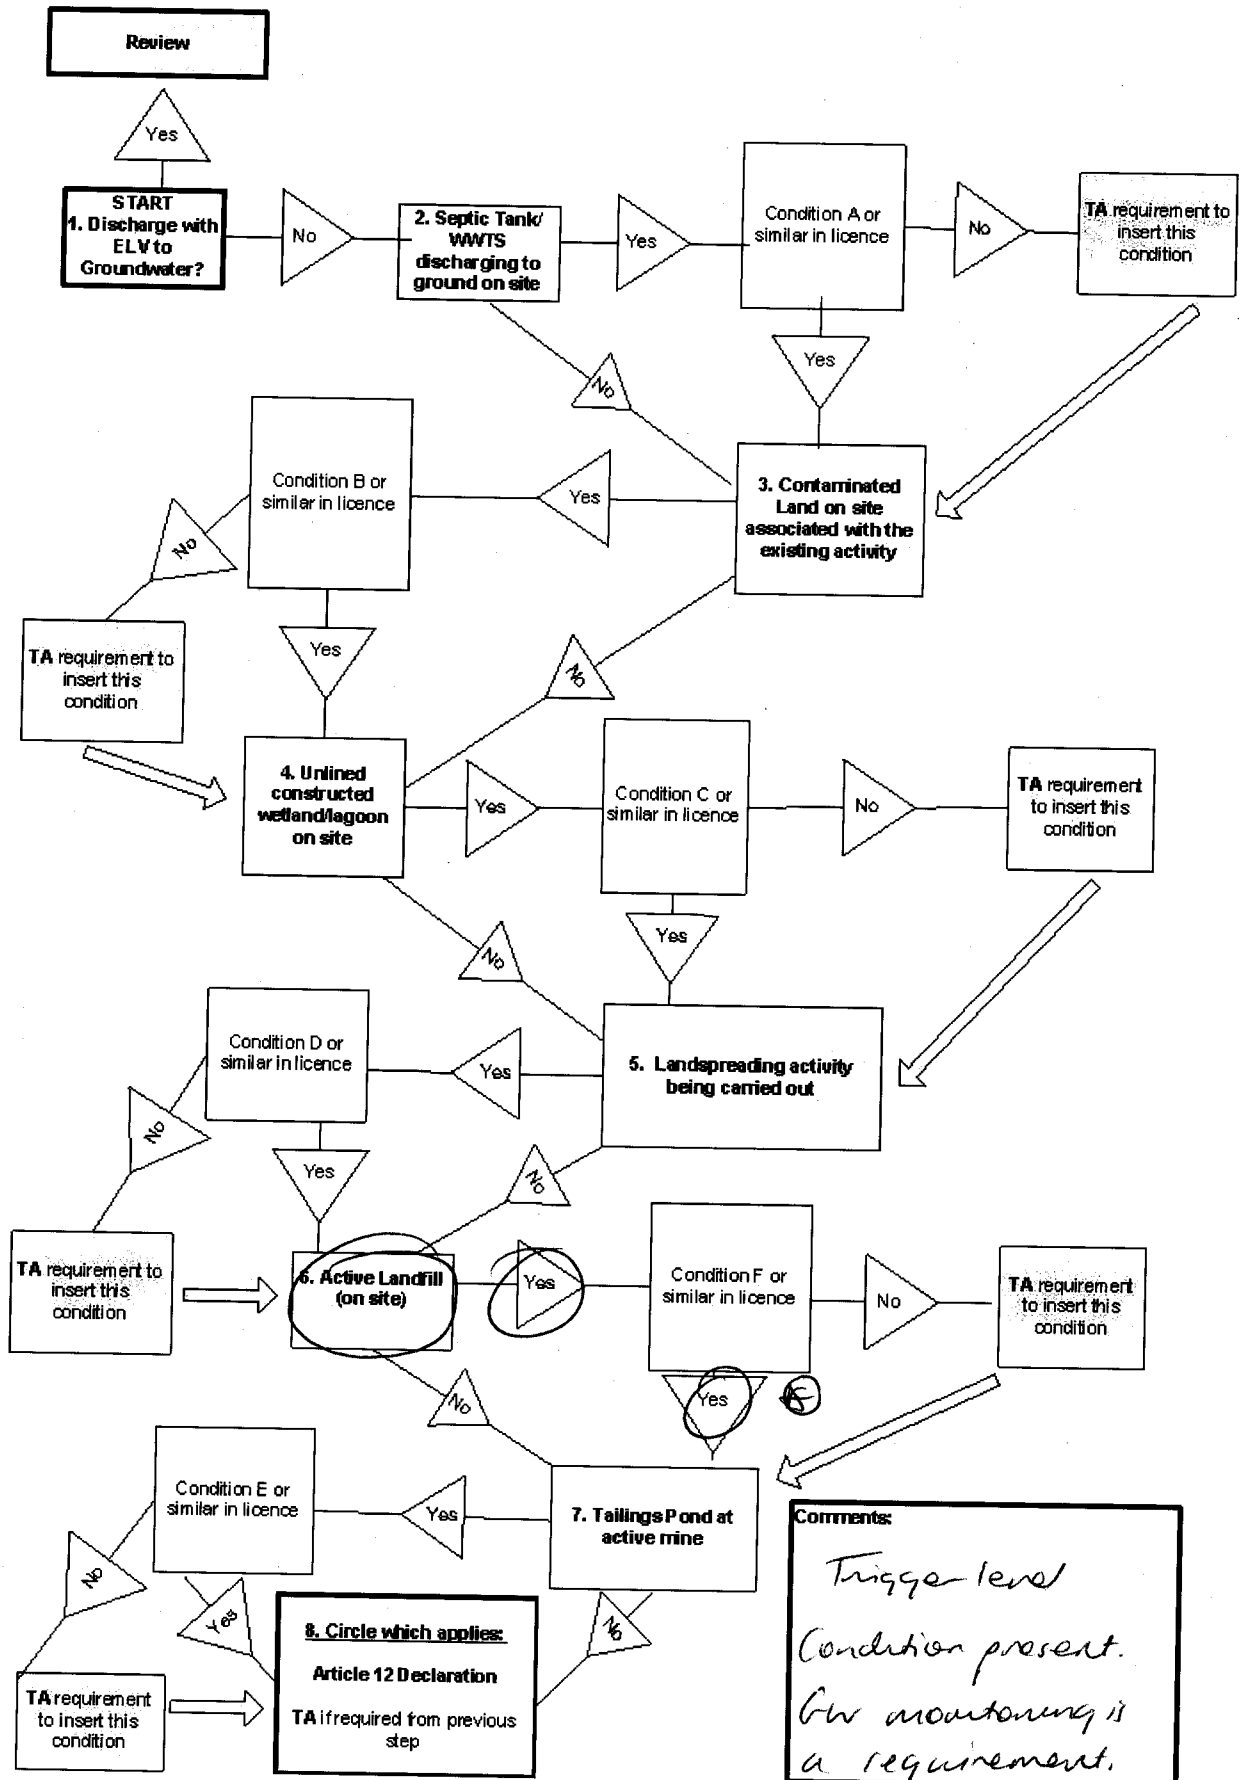 Review
Yes
START
1. Discharge with
ELV to
Groundwater?
No
2. Septic Tank/
WWTS
discharging to
ground on site
Yes
Condition A or
similar in licence
No
TA requirement to
insert this
condition
Yes
No
3. Contaminated
Land on site
associated with the
existing activity
Yes
Condition B or
similar in licence
No
TA requirement to
insert this
condition
Yes
No
4. Unlined
constructed
wetland/lagoon
on site
Yes
Condition C or
similar in licence
No
TA requirement
to insert this
condition
Yes
No
5. Landspreading activity
being carried out
Yes
Condition D or
similar in licence
No
TA requirement to
insert this
condition
Yes
No
6. Active Landfill
(on site)
Yes
Condition F or
similar in licence
No
TA requirement
to insert this
condition
Yes
No
7. Tailings Pond at
active mine
Yes
Condition E or
similar in licence
No
Yes
No
TA requirement
to insert this
condition
8. Circle which applies:
Article 12 Declaration
TA if required from previous
step
Comments:
Trigger level
Condition present.
GW monitoring is
a requirement.